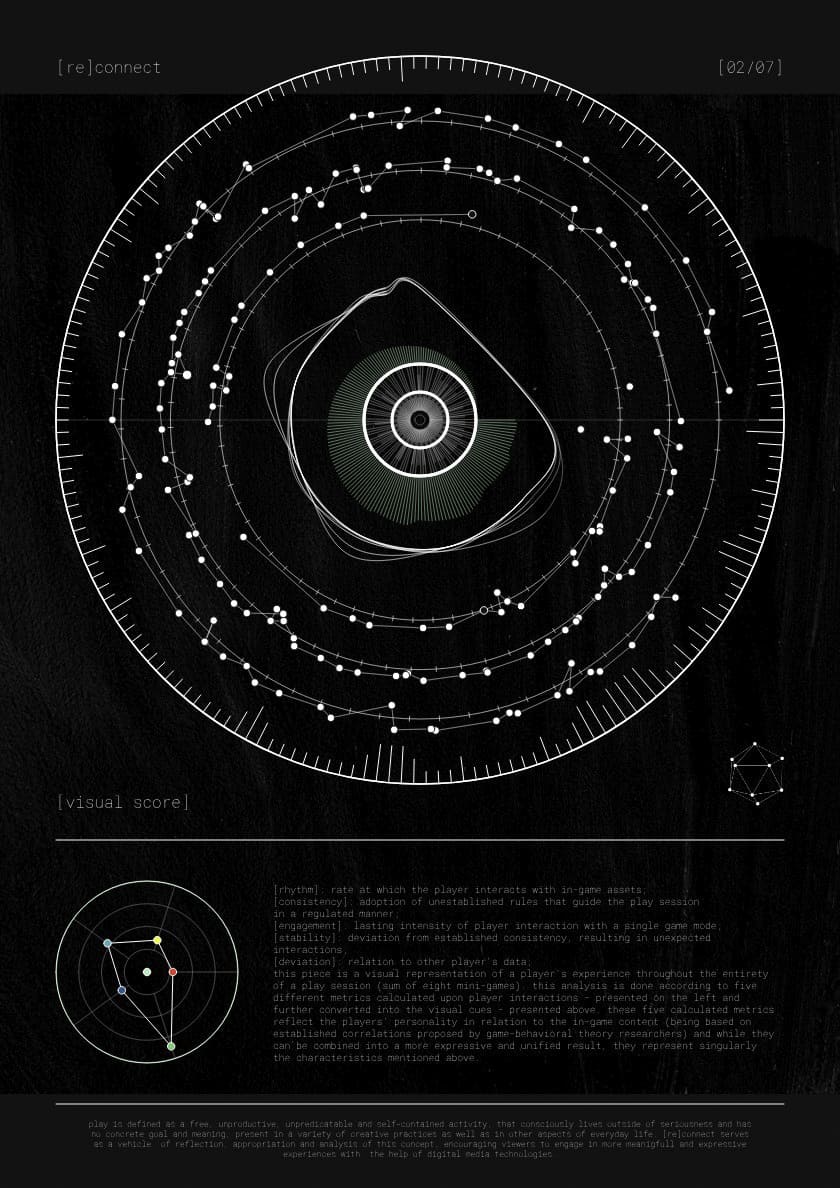 [re]connect
[02/07]
[visual score]
[rhythm]: rate at which the player interacts with in-game assets;
[consistency]: adoption of unestablished rules that guide the play session
in a regulated manner;
[engagement]: lasting intensity of player interaction with a single game mode;
[stability]: deviation from established consistency, resulting in unexpected
interactions;
[deviation]: relation to other player's data;
this piece is a visual representation of a player's experience throughout the entirety
of a play session (sum of eight mini-games). this analysis is done according to five
different metrics calculated upon player interactions - presented on the left and
further converted into the visual cues - presented above. these five calculated metrics
reflect the players' personality in relation to the in-game content (being based on
established correlations proposed by game-behavioral theory researchers) and while they
can be combined into a more expressive and unified result, they represent singularly
the characteristics mentioned above.
play is defined as a free, unproductive, unpredicatable and self-contained activity, that consciously lives outside of seriousness and has
no concrete goal and meaning, present in a variety of creative practices as well as in other aspects of everyday life. [re]connect serves
as a vehicle of reflection, appropriation and analysis of this concept, encouraging viewers to engage in more meanigfull and expressive
experiences with the help of digital media technologies